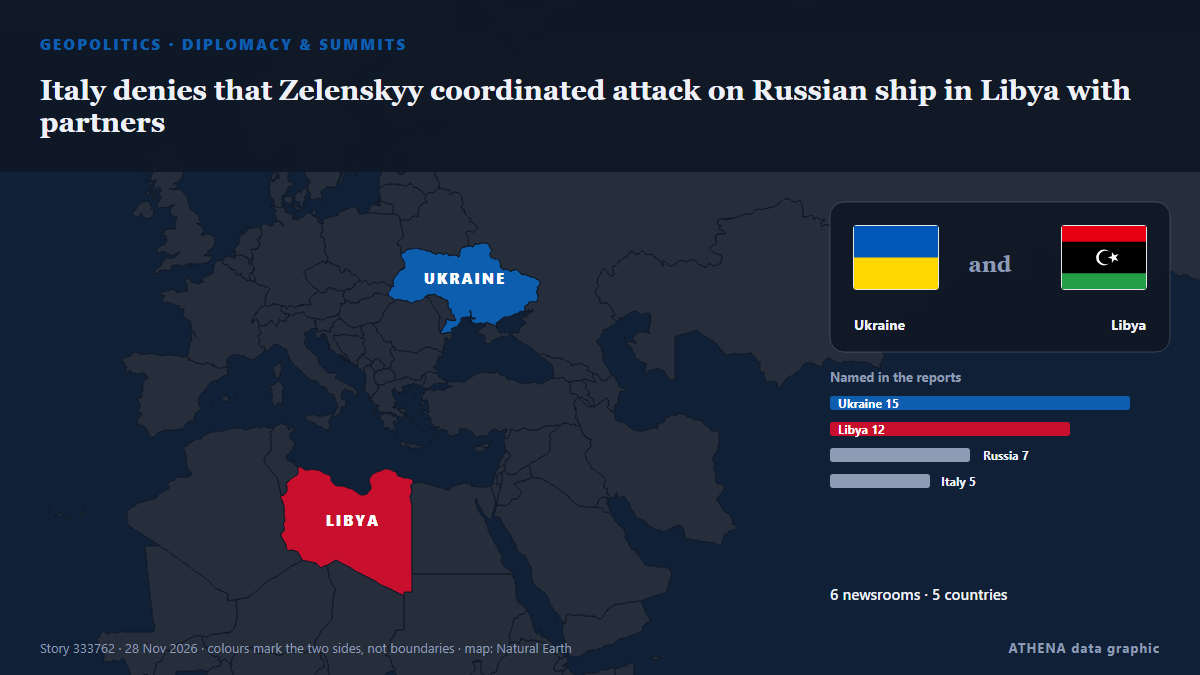 GEOPOLITICS · DIPLOMACY & SUMMITS
Italy denies that Zelenskyy coordinated attack on Russian ship in Libya with
partners
UKRAINE
LIBYA
and
Ukraine
Libya
Named in the reports
Ukraine 15
Libya 12
Russia 7
Italy 5
6 newsrooms · 5 countries
Story 333762 · 28 Nov 2026 · colours mark the two sides, not boundaries · map: Natural Earth
ATHENA data graphic